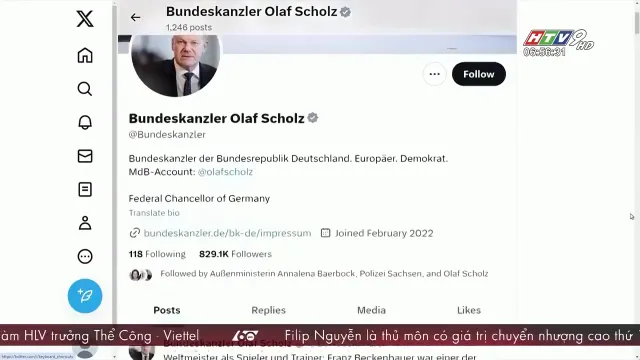 Bundeskanzler Olaf Scholz
1,246 posts
HTV9 HD
06:56:31
Follow
Bundeskanzler Olaf Scholz
@Bundeskanzler
Bundeskanzler der Bundesrepublik Deutschland. Europäer. Demokrat.
MdB-Account: @olafscholz
Federal Chancellor of Germany
Translate bio
bundeskanzler.de/bk-de/impressum Joined February 2022
118 Following 829.1K Followers
Followed by Außenministerin Annalena Baerbock, Polizei Sachsen, and Olaf Scholz
Posts Replies Media Likes
àm HLV trưởng Thể Công - Viettel 60 Filip Nguyễn là thủ môn có giá trị chuyển nhượng cao thứ
Weltmeister als Spieler und Trainer: Franz Beckenbauer war einer der